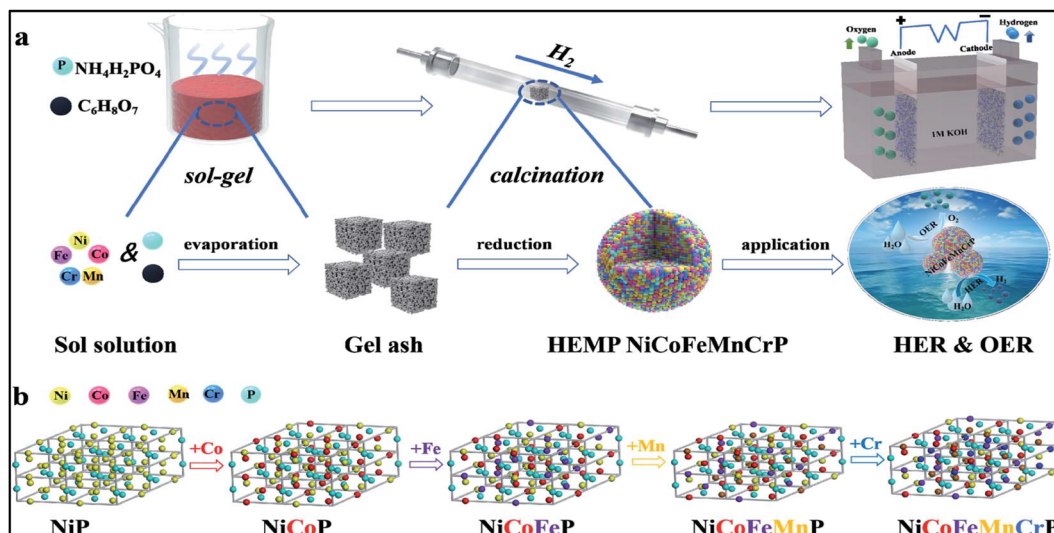 a
P NH4H2PO4
C6H8O7
H2
Oxygen
+
−
Hydrogen
Anode
Cathode
1M KOH
sol-gel
calcination
Ni
Fe
Co
Cr
Mn
&
evaporation
reduction
application
H2O
OER
O2
NiCoFeMnCrP
HER
H2
H2O
Sol solution
Gel ash
HEMP NiCoFeMnCrP
HER & OER
b
Ni Co Fe Mn Cr P
+Co +Fe +Mn +Cr
NiP NiCoP NiCoFeP NiCoFeMnP NiCoFeMnCrP